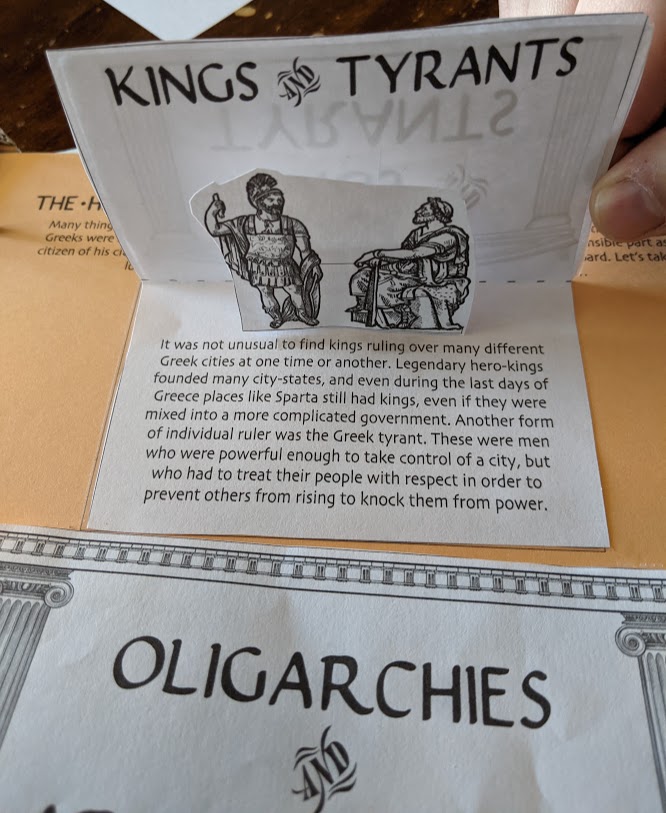 KINGS AND TYRANTS
TYRANTS
THE • H
Many thing
Greeks were
citizen of his ci
nsible part as
ard. Let's tak
It was not unusual to find kings ruling over many different
Greek cities at one time or another. Legendary hero-kings
founded many city-states, and even during the last days of
Greece places like Sparta still had kings, even if they were
mixed into a more complicated government. Another form
of individual ruler was the Greek tyrant. These were men
who were powerful enough to take control of a city, but
who had to treat their people with respect in order to
prevent others from rising to knock them from power.
OLIGARCHIES
AND